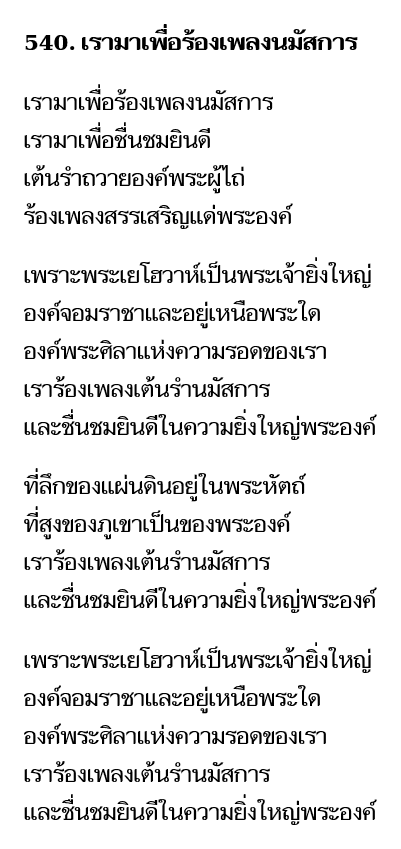 540. เรามาเพื่อร้องเพลงนมัสการ
เรามาเพื่อร้องเพลงนมัสการ
เรามาเพื่อชื่นชมยินดี
เต้นรำถวายองค์พระผู้ไถ่
ร้องเพลงสรรเสริญแด่พระองค์
เพราะพระเยโฮวาห์เป็นพระเจ้ายิ่งใหญ่
องค์จอมราชาและอยู่เหนือพระใด
องค์พระศิลาแห่งความรอดของเรา
เราร้องเพลงเต้นรำนมัสการ
และชื่นชมยินดีในความยิ่งใหญ่พระองค์
ที่ลึกของแผ่นดินอยู่ในพระหัตถ์
ที่สูงของภูเขาเป็นของพระองค์
เราร้องเพลงเต้นรำนมัสการ
และชื่นชมยินดีในความยิ่งใหญ่พระองค์
เพราะพระเยโฮวาห์เป็นพระเจ้ายิ่งใหญ่
องค์จอมราชาและอยู่เหนือพระใด
องค์พระศิลาแห่งความรอดของเรา
เราร้องเพลงเต้นรำนมัสการ
และชื่นชมยินดีในความยิ่งใหญ่พระองค์